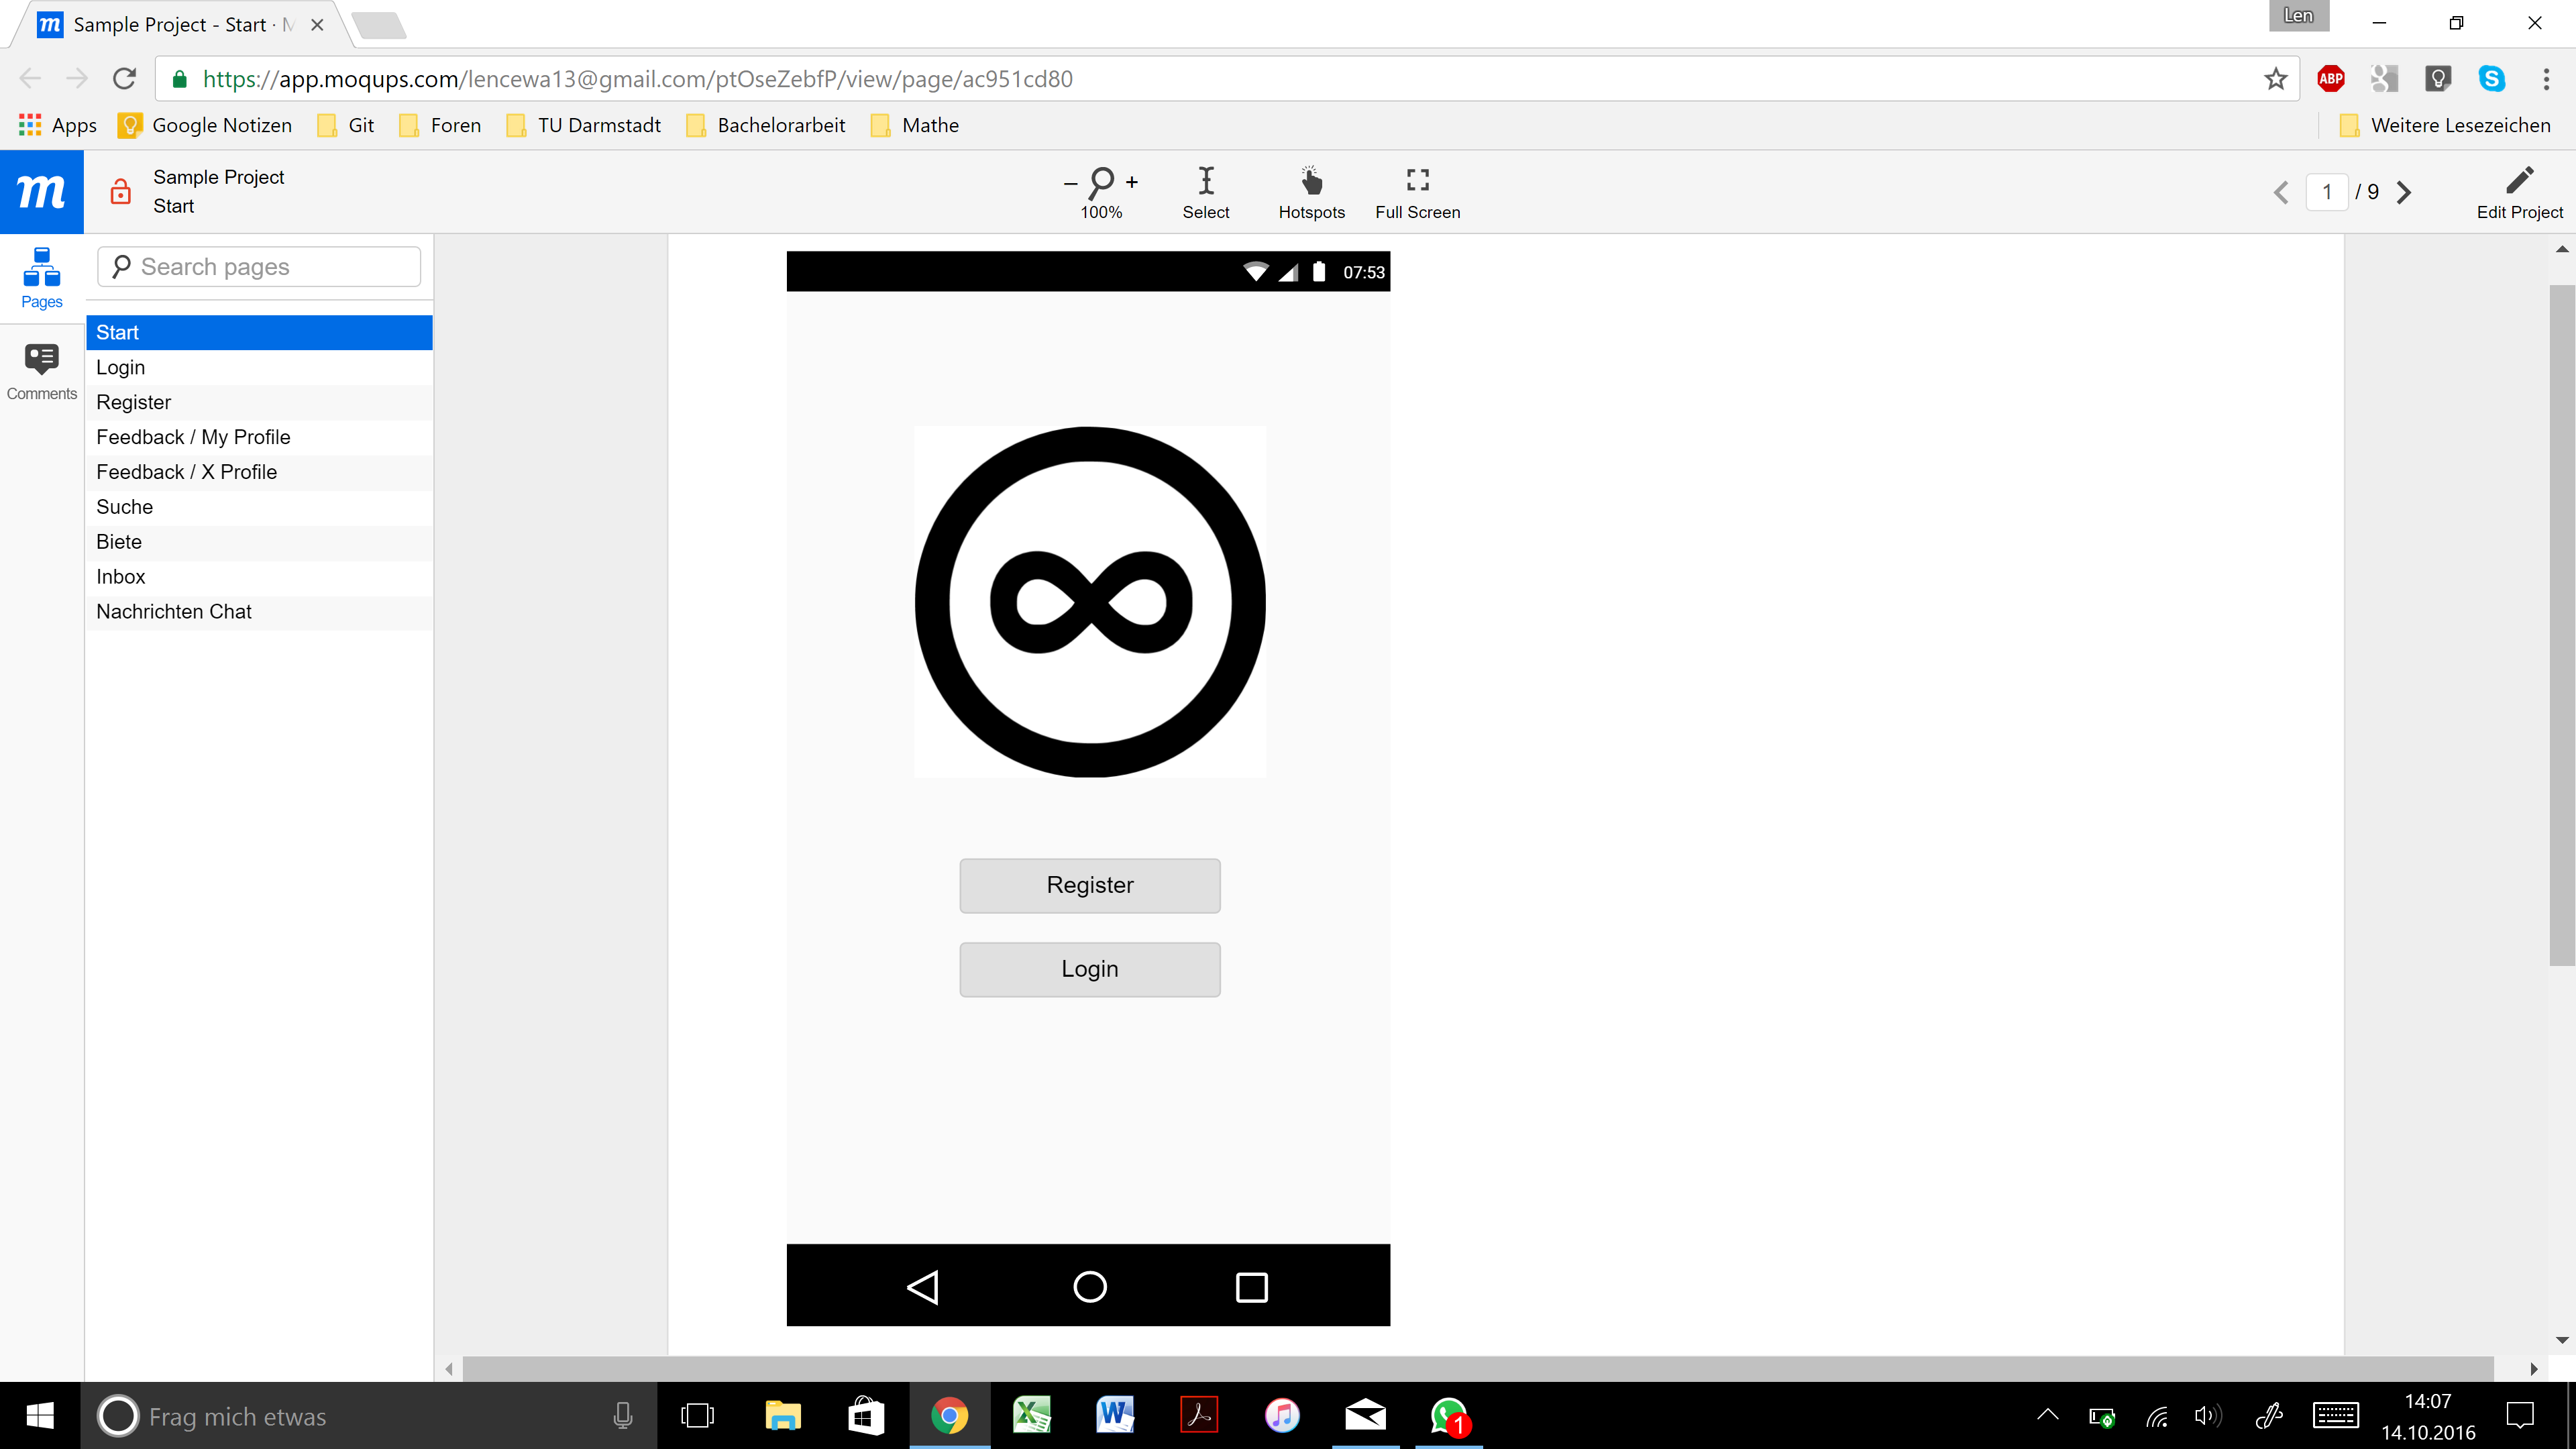 Sample Project - Start · M
Len
https://app.moqups.com/lencewa13@gmail.com/ptOseZebfP/view/page/ac951cd80
ABP
Apps
Google Notizen
Git
Foren
TU Darmstadt
Bachelorarbeit
Mathe
Weitere Lesezeichen
m
Sample Project
Start
– +
100%
Select
Hotspots
Full Screen
1 / 9
Edit Project
Pages
Comments
Search pages
Start
Login
Register
Feedback / My Profile
Feedback / X Profile
Suche
Biete
Inbox
Nachrichten Chat
07:53
Register
Login
Frag mich etwas
1
14:07
14.10.2016